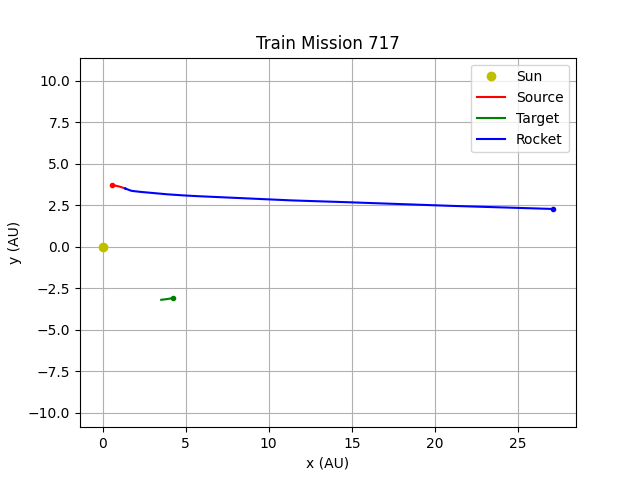 Train Mission 717
Sun
Source
Target
Rocket
10.0
7.5
5.0
2.5
0.0
−2.5
−5.0
−7.5
−10.0
y (AU)
0 5 10 15 20 25
x (AU)